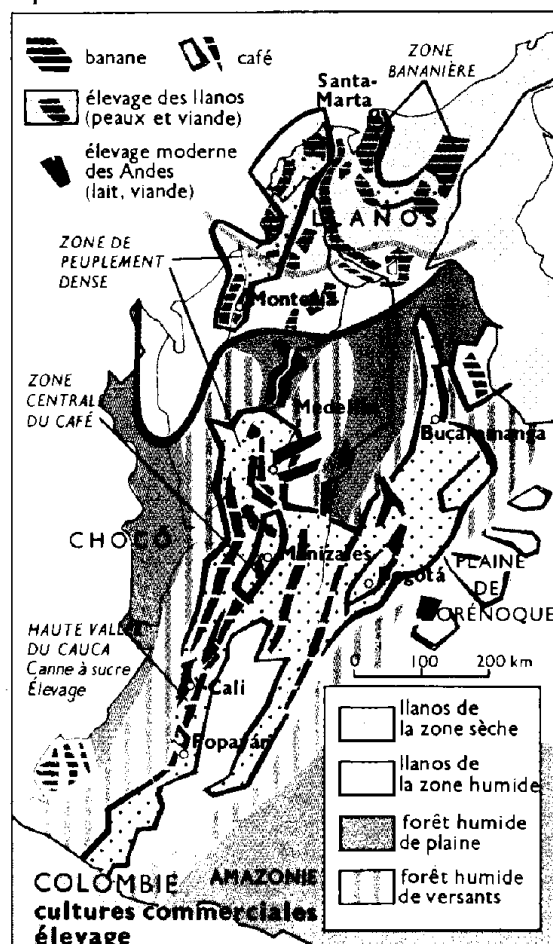 banane
café
élevage des llanos
(peaux et viande)
élevage moderne
des Andes
(lait, viande)
ZONE
BANANIÈRE
Santa-
Marta
LLANOS
ZONE DE
PEUPLEMENT
DENSE
Montería
ZONE
CENTRALE
DU CAFÉ
Medellín
Bucaramanga
CHOCÓ
Manizales
Bogotá
PLAINE
DE
L'ORÉNOQUE
HAUTE VALLÉE
DU CAUCA
Canne à sucre
Élevage
0 100 200 km
Cali
Popayán
llanos de
la zone sèche
llanos de
la zone humide
forêt humide
de plaine
forêt humide
de versants
AMAZONIE
COLOMBIE
cultures commerciales
élevage